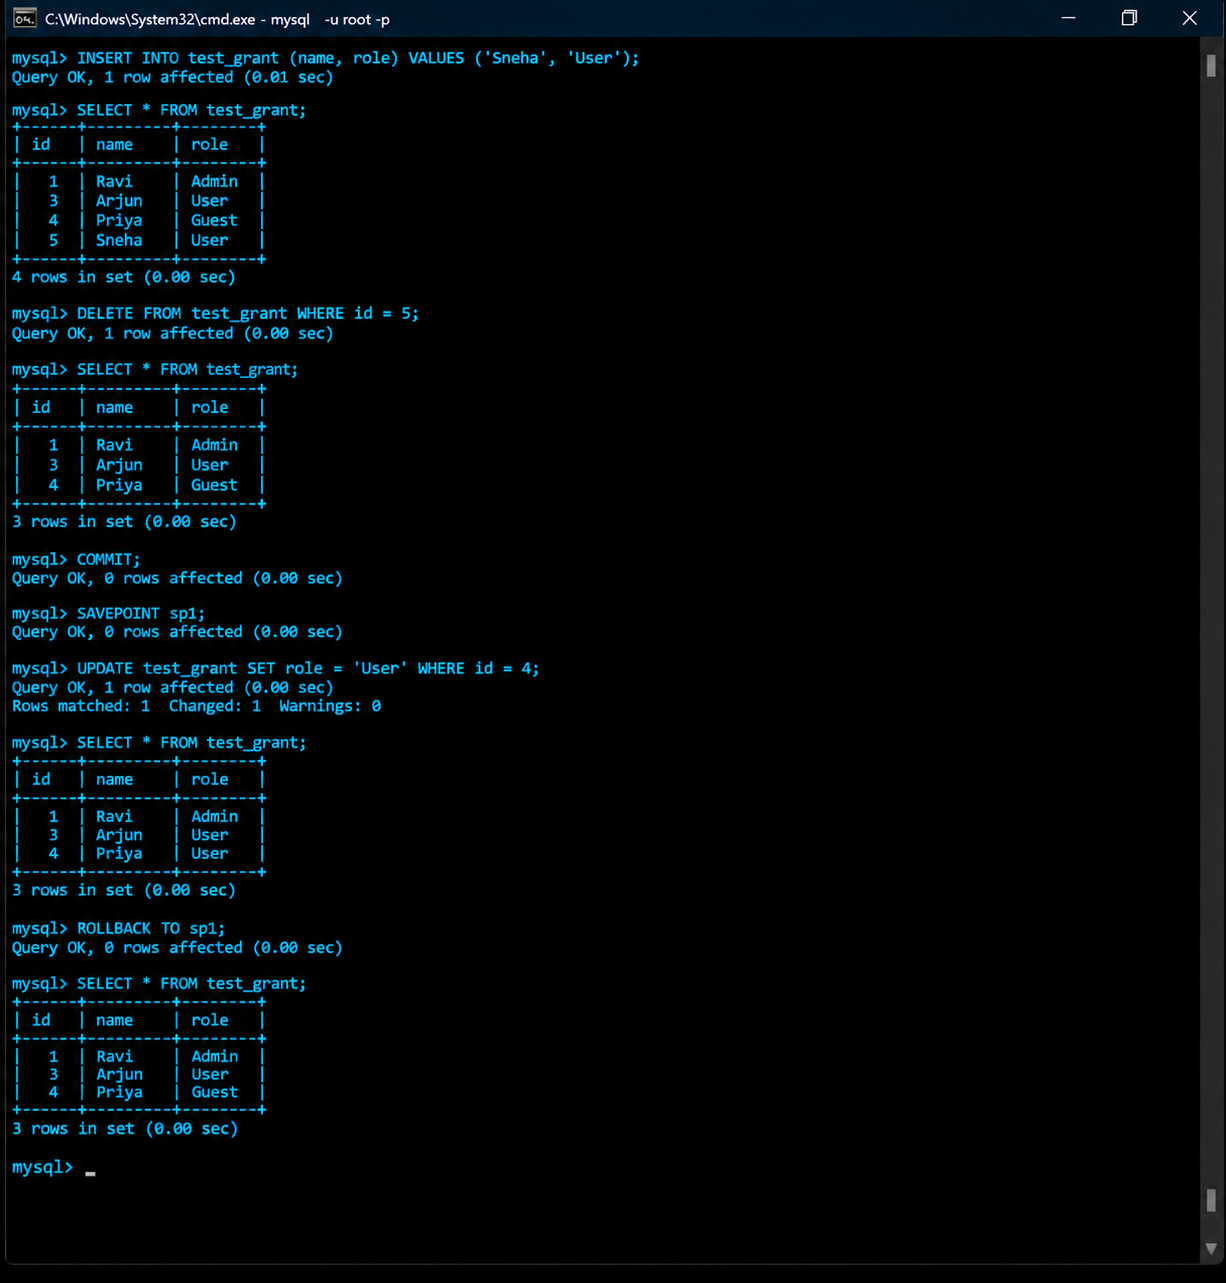 C:\Windows\System32\cmd.exe - mysql  -u root -p
mysql> INSERT INTO test_grant (name, role) VALUES ('Sneha', 'User');
Query OK, 1 row affected (0.01 sec)
mysql> SELECT * FROM test_grant;
+------+---------+--------+
| id   | name    | role   |
+------+---------+--------+
|    1 | Ravi    | Admin  |
|    3 | Arjun   | User   |
|    4 | Priya   | Guest  |
|    5 | Sneha   | User   |
+------+---------+--------+
4 rows in set (0.00 sec)
mysql> DELETE FROM test_grant WHERE id = 5;
Query OK, 1 row affected (0.00 sec)
mysql> SELECT * FROM test_grant;
+------+---------+--------+
| id   | name    | role   |
+------+---------+--------+
|    1 | Ravi    | Admin  |
|    3 | Arjun   | User   |
|    4 | Priya   | Guest  |
+------+---------+--------+
3 rows in set (0.00 sec)
mysql> COMMIT;
Query OK, 0 rows affected (0.00 sec)
mysql> SAVEPOINT sp1;
Query OK, 0 rows affected (0.00 sec)
mysql> UPDATE test_grant SET role = 'User' WHERE id = 4;
Query OK, 1 row affected (0.00 sec)
Rows matched: 1  Changed: 1  Warnings: 0
mysql> SELECT * FROM test_grant;
+------+---------+--------+
| id   | name    | role   |
+------+---------+--------+
|    1 | Ravi    | Admin  |
|    3 | Arjun   | User   |
|    4 | Priya   | User   |
+------+---------+--------+
3 rows in set (0.00 sec)
mysql> ROLLBACK TO sp1;
Query OK, 0 rows affected (0.00 sec)
mysql> SELECT * FROM test_grant;
+------+---------+--------+
| id   | name    | role   |
+------+---------+--------+
|    1 | Ravi    | Admin  |
|    3 | Arjun   | User   |
|    4 | Priya   | Guest  |
+------+---------+--------+
3 rows in set (0.00 sec)
mysql> _